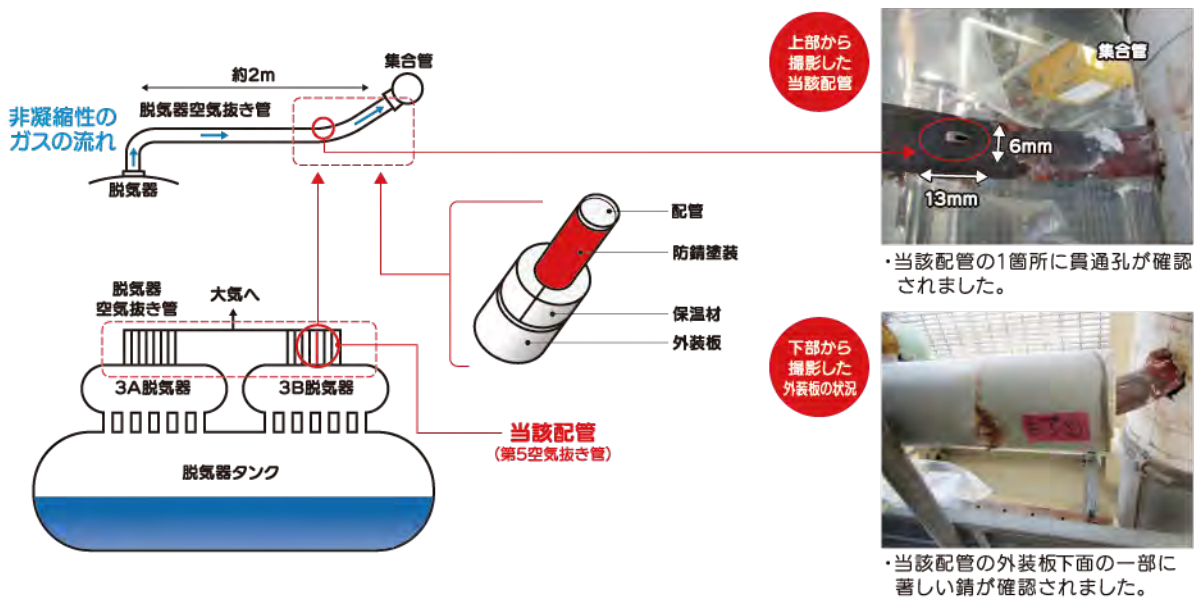 約2m
集合管
脱気器空気抜き管
非凝縮性の
ガスの流れ
脱気器
配管
防錆塗装
保温材
外装板
脱気器
空気抜き管
大気へ
3A脱気器
3B脱気器
当該配管
(第5空気抜き管)
脱気器タンク
上部から
撮影した
当該配管
集合管
6mm
13mm
・当該配管の1箇所に貫通孔が確認
されました。
下部から
撮影した
外装板の状況
・当該配管の外装板下面の一部に
著しい錆が確認されました。